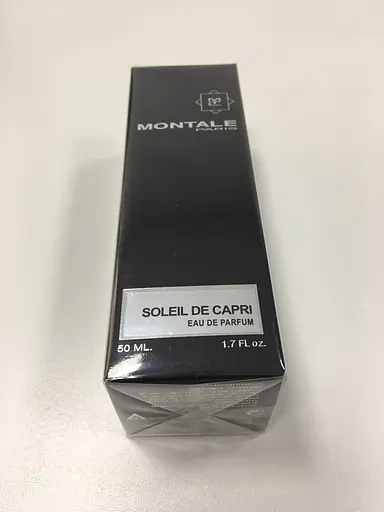 MONTALE
PARIS
SOLEIL DE CAPRI
EAU DE PARFUM
50 ML. 1.7 FL oz.